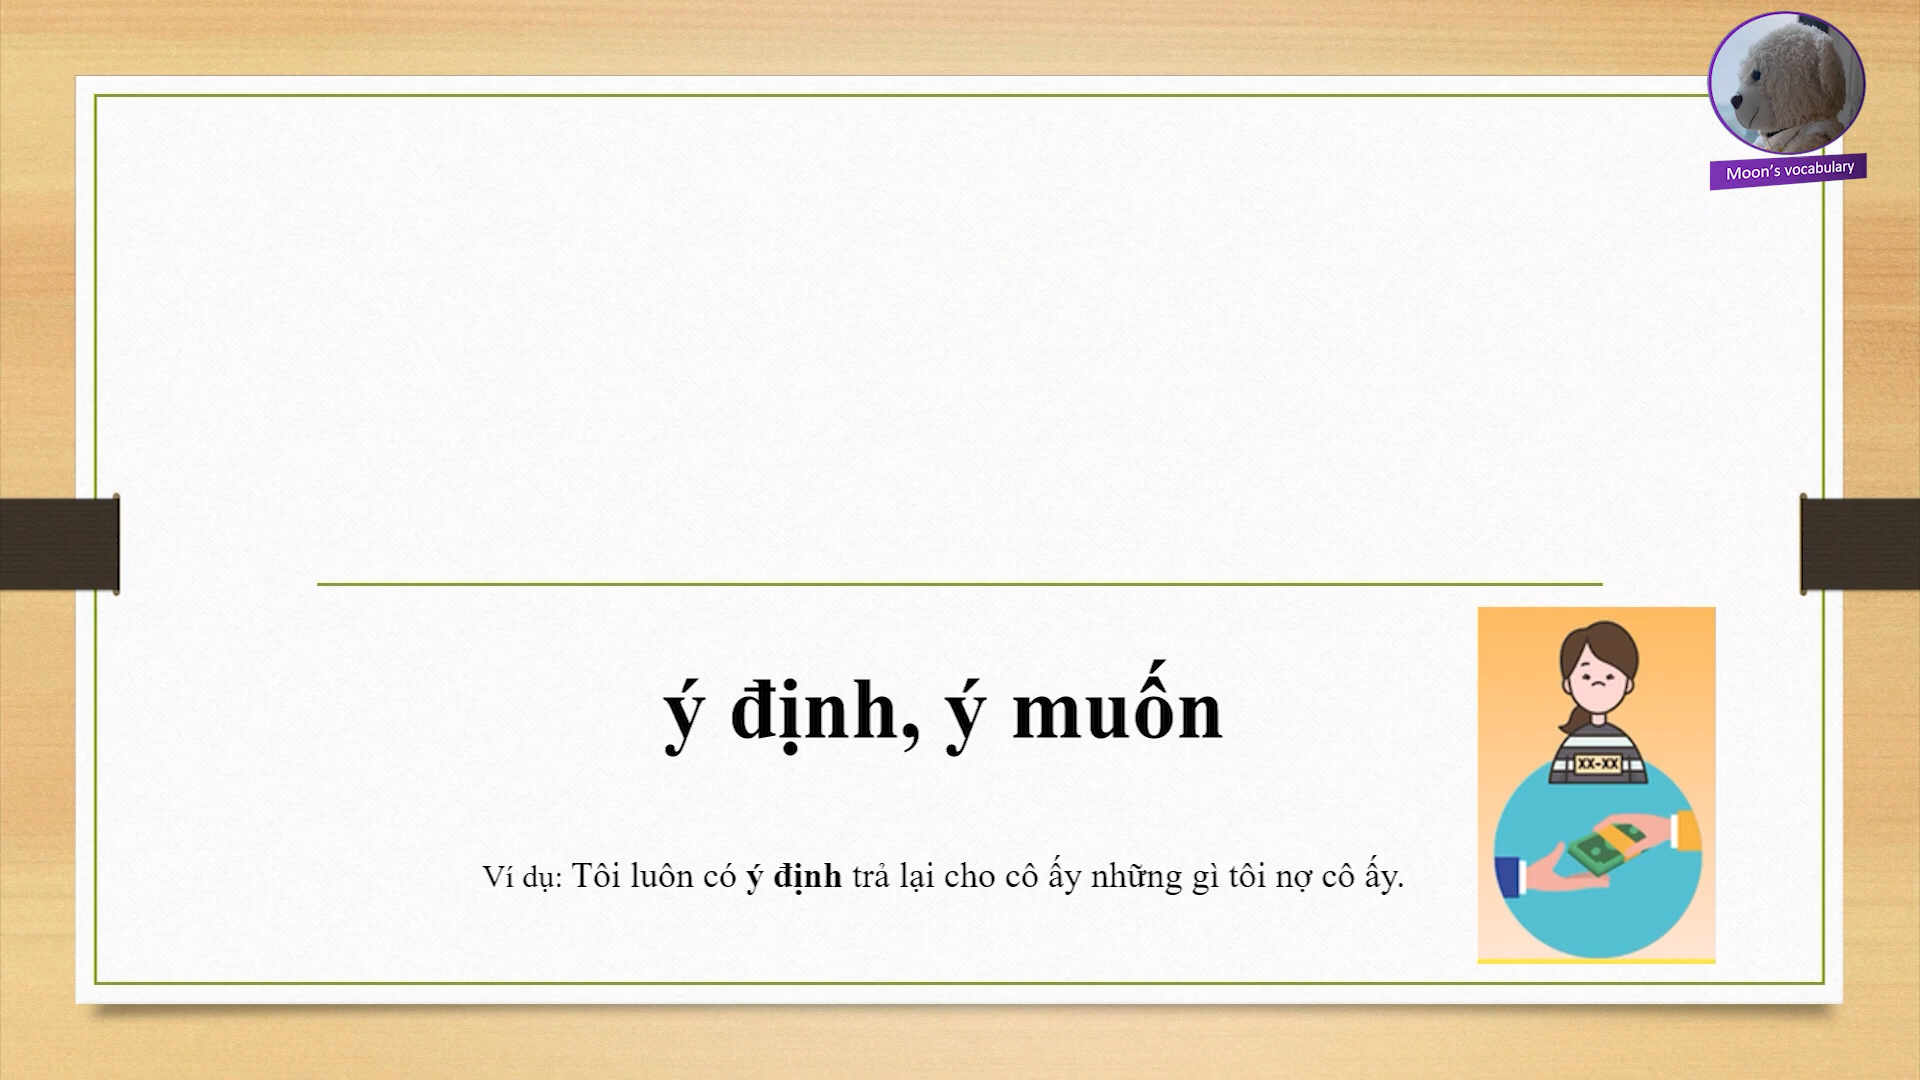 Moon's vocabulary
ý định, ý muốn
XX-XX
Ví dụ: Tôi luôn có ý định trả lại cho cô ấy những gì tôi nợ cô ấy.